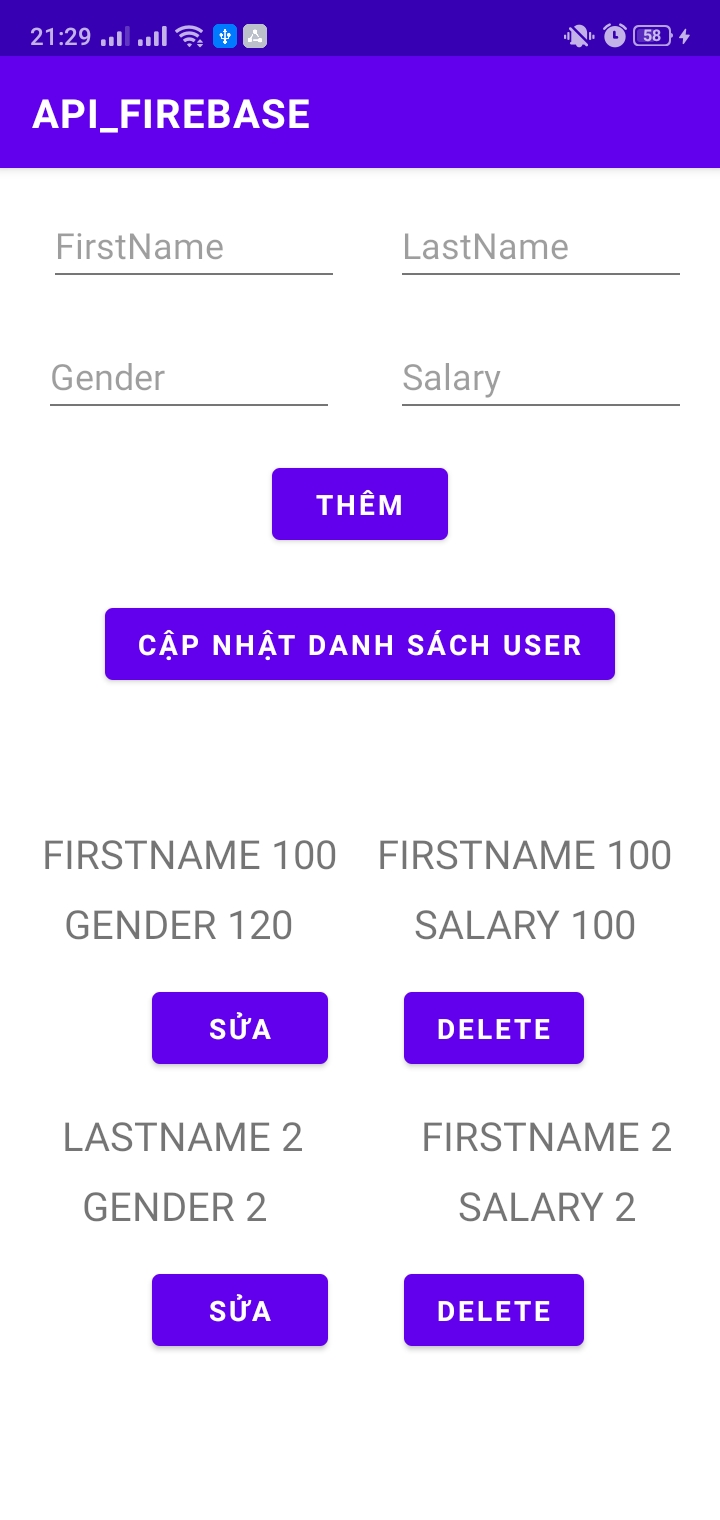 21:29 58
API_FIREBASE
FirstName LastName
Gender Salary
THÊM
CẬP NHẬT DANH SÁCH USER
FIRSTNAME 100 FIRSTNAME 100
GENDER 120 SALARY 100
SỬA DELETE
LASTNAME 2 FIRSTNAME 2
GENDER 2 SALARY 2
SỬA DELETE